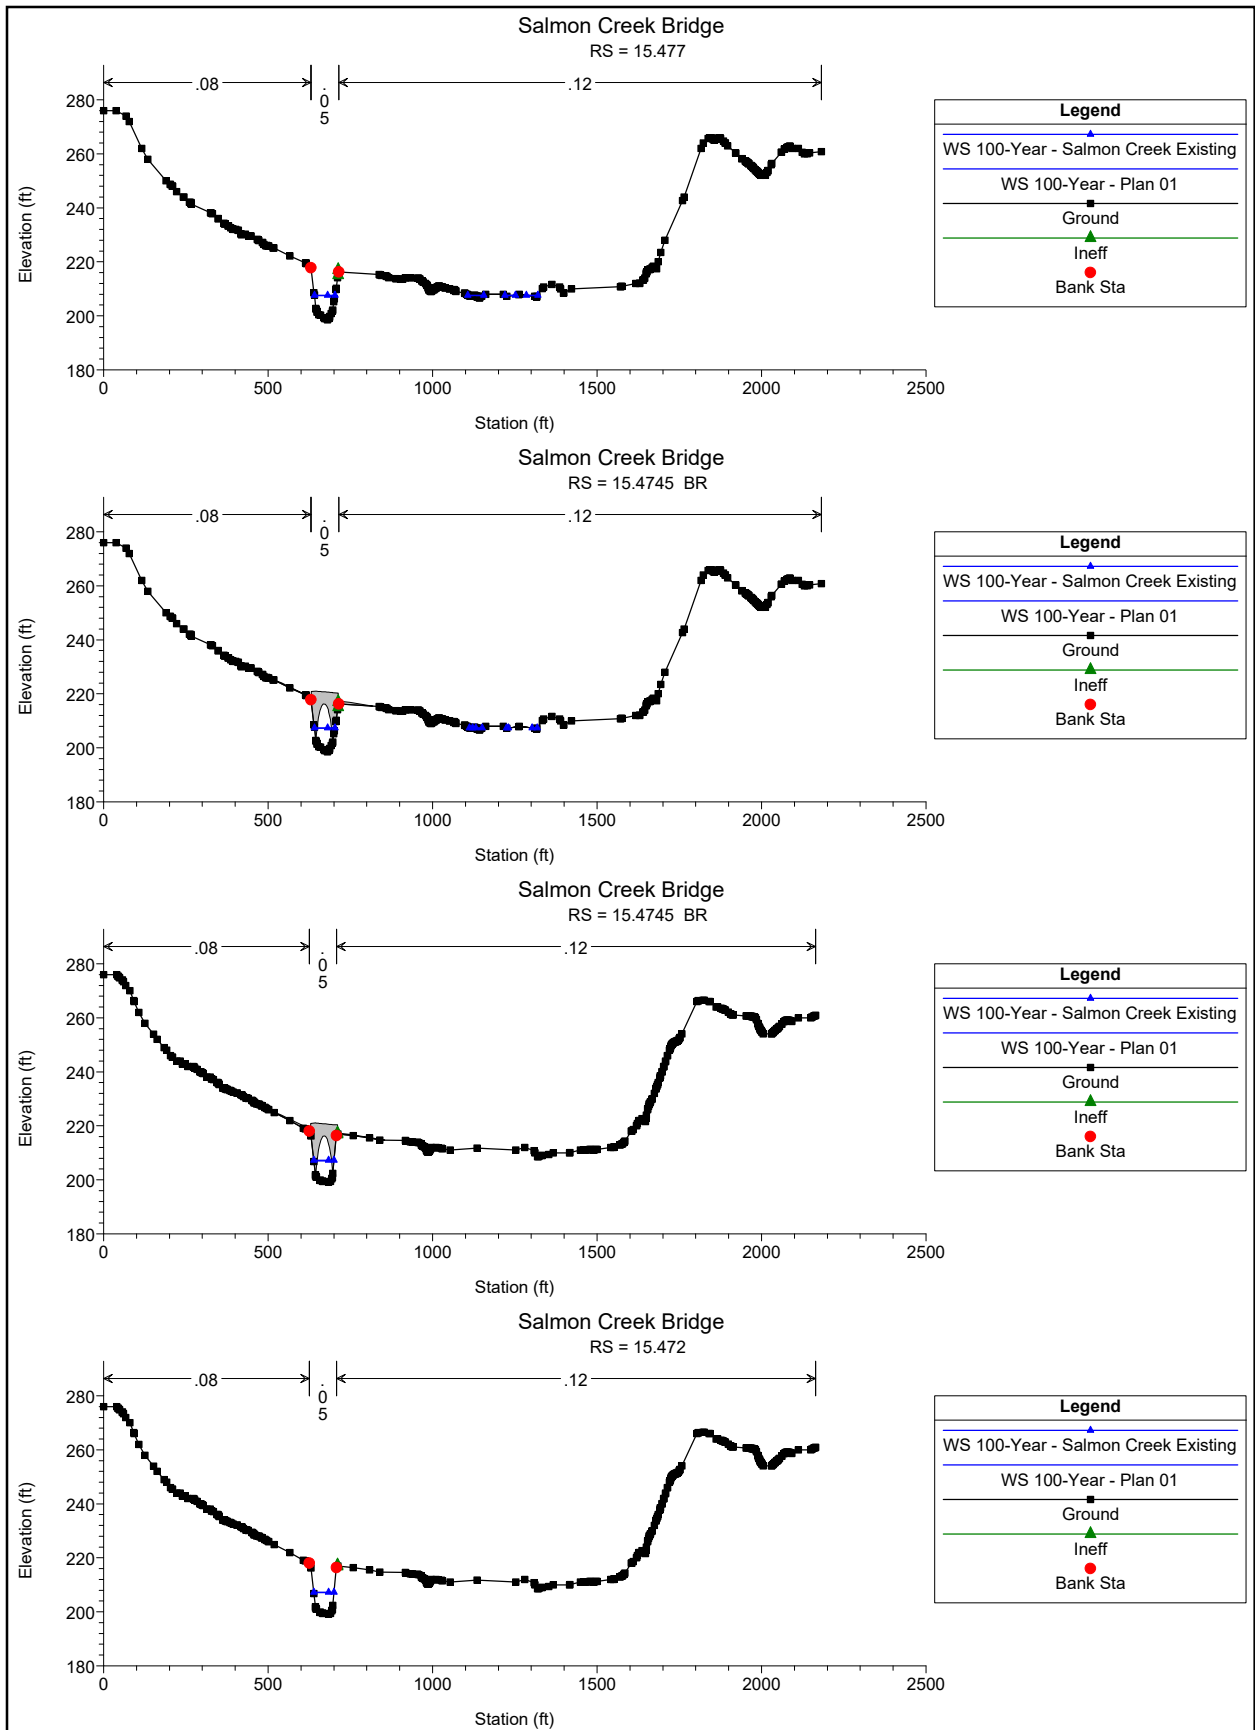 Salmon Creek Bridge
RS = 15.477
.08
.
0
5
.12
280
260
240
220
200
180
0 500 1000 1500 2000 2500
Elevation (ft)
Station (ft)
Legend
WS 100-Year - Salmon Creek Existing
WS 100-Year - Plan 01
Ground
Ineff
Bank Sta
Salmon Creek Bridge
RS = 15.4745 BR
.08
.
0
5
.12
280
260
240
220
200
180
0 500 1000 1500 2000 2500
Elevation (ft)
Station (ft)
Legend
WS 100-Year - Salmon Creek Existing
WS 100-Year - Plan 01
Ground
Ineff
Bank Sta
Salmon Creek Bridge
RS = 15.4745 BR
.08
.
0
5
.12
280
260
240
220
200
180
0 500 1000 1500 2000 2500
Elevation (ft)
Station (ft)
Legend
WS 100-Year - Salmon Creek Existing
WS 100-Year - Plan 01
Ground
Ineff
Bank Sta
Salmon Creek Bridge
RS = 15.472
.08
.
0
5
.12
280
260
240
220
200
180
0 500 1000 1500 2000 2500
Elevation (ft)
Station (ft)
Legend
WS 100-Year - Salmon Creek Existing
WS 100-Year - Plan 01
Ground
Ineff
Bank Sta